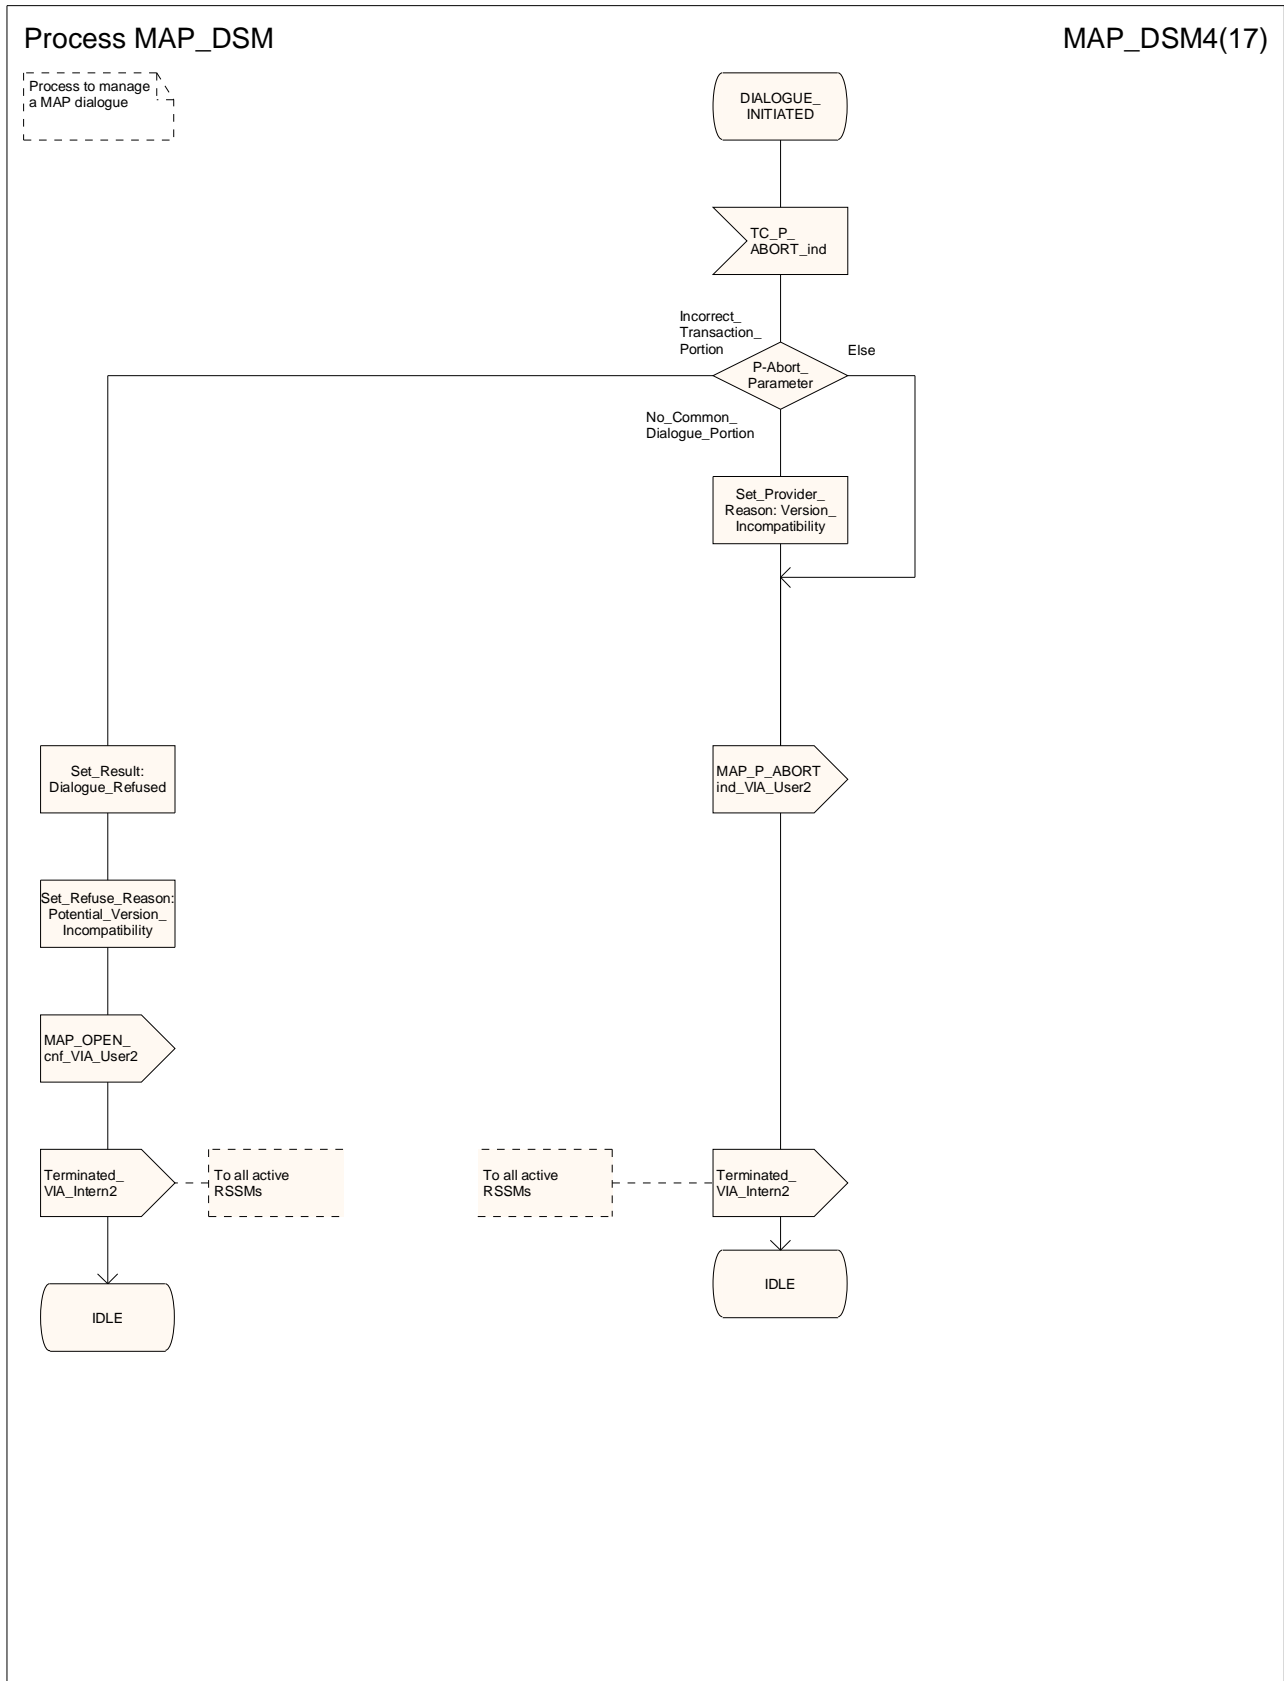 Process MAP_DSM
MAP_DSM4(17)
Process to manage
a MAP dialogue
DIALOGUE_
INITIATED
TC_P_
ABORT_ind
Incorrect_
Transaction_
Portion
Else
P-Abort_
Parameter
No_Common_
Dialogue_Portion
Set_Provider_
Reason: Version_
Incompatibility
Set_Result:
Dialogue_Refused
MAP_P_ABORT
ind_VIA_User2
Set_Refuse_Reason:
Potential_Version_
Incompatibility
MAP_OPEN_
cnf_VIA_User2
Terminated_
VIA_Intern2
To all active
RSSMs
To all active
RSSMs
Terminated_
VIA_Intern2
IDLE
IDLE